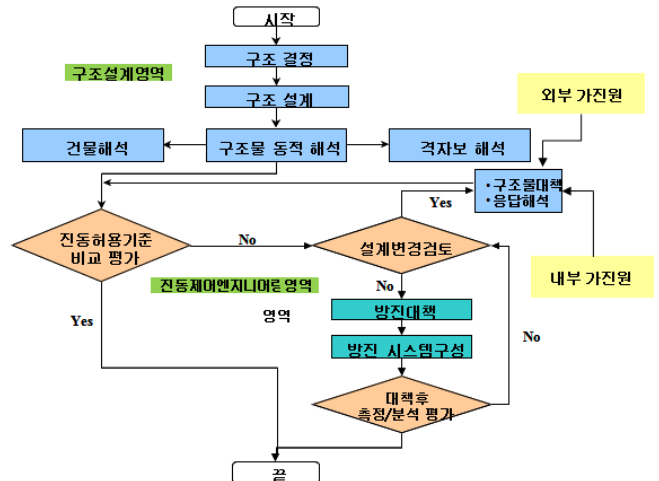 시작
구조 결정
구조설계영역
구조 설계
외부 가진원
건물해석
구조물 동적 해석
격자보 해석
·구조물대책
·응답해석
Yes
진동허용기준
비교 평가
No
설계변경검토
내부 가진원
진동제어엔지니어링영역
No
방진대책
영역
Yes
방진 시스템구성
No
대책후
측정/분석 평가
끝